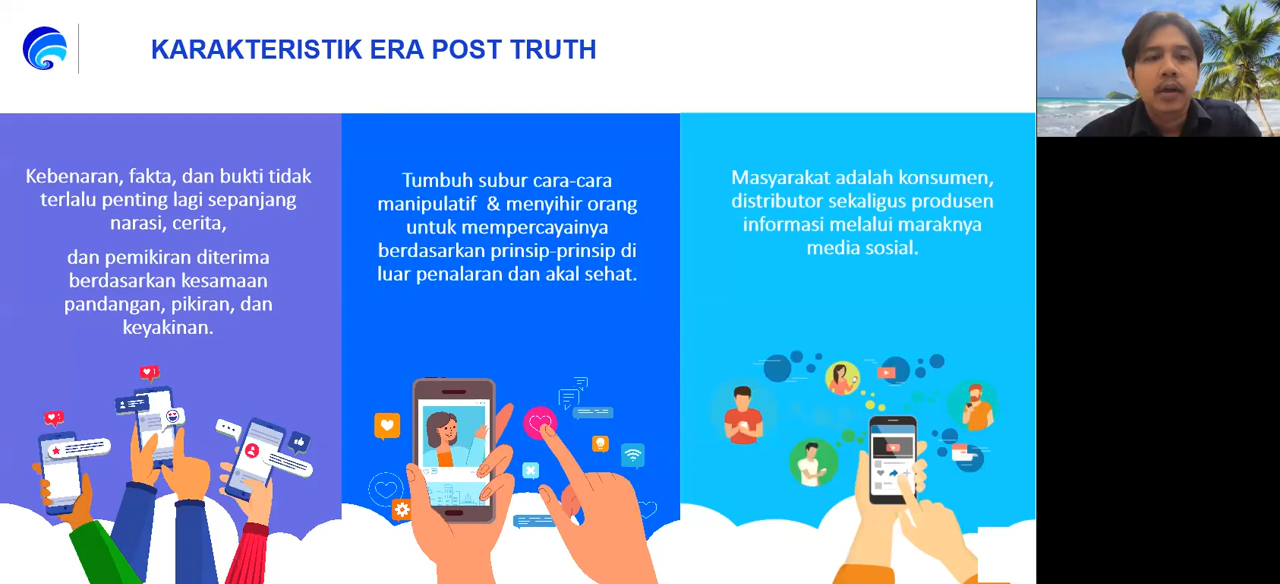 KARAKTERISTIK ERA POST TRUTH
Kebenaran, fakta, dan bukti tidak
terlalu penting lagi sepanjang
narasi, cerita,
dan pemikiran diterima
berdasarkan kesamaan
pandangan, pikiran, dan
keyakinan.
Tumbuh subur cara-cara
manipulatif & menyihir orang
untuk mempercayainya
berdasarkan prinsip-prinsip di
luar penalaran dan akal sehat.
Masyarakat adalah konsumen,
distributor sekaligus produsen
informasi melalui maraknya
media sosial.